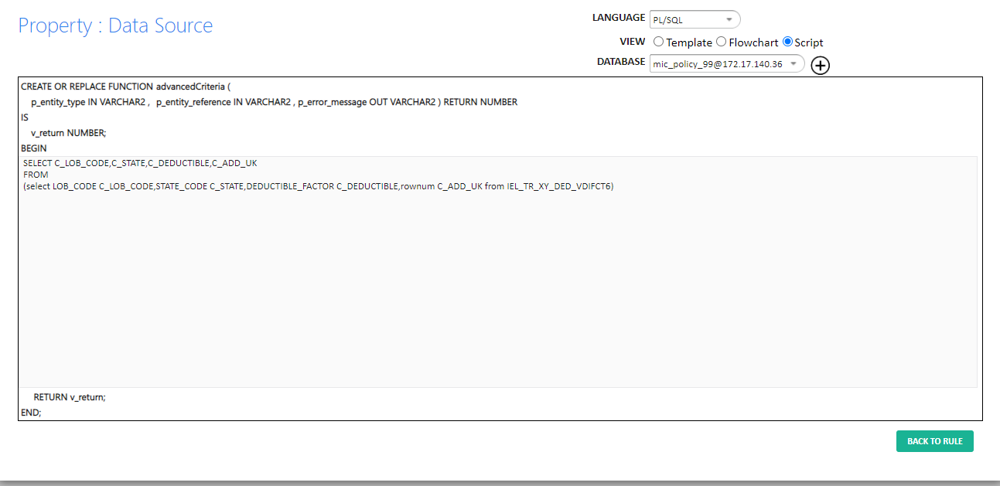 Property : Data Source
LANGUAGE PL/SQL
VIEW Template Flowchart Script
DATABASE mic_policy_99@172.17.140.36
CREATE OR REPLACE FUNCTION advancedCriteria (
p_entity_type IN VARCHAR2 , p_entity_reference IN VARCHAR2 , p_error_message OUT VARCHAR2 ) RETURN NUMBER
IS
v_return NUMBER;
BEGIN
SELECT C_LOB_CODE,C_STATE,C_DEDUCTIBLE,C_ADD_UK
FROM
(select LOB_CODE C_LOB_CODE,STATE_CODE C_STATE,DEDUCTIBLE_FACTOR C_DEDUCTIBLE,rownum C_ADD_UK from IEL_TR_XY_DED_VDIFCT6)
RETURN v_return;
END;
BACK TO RULE